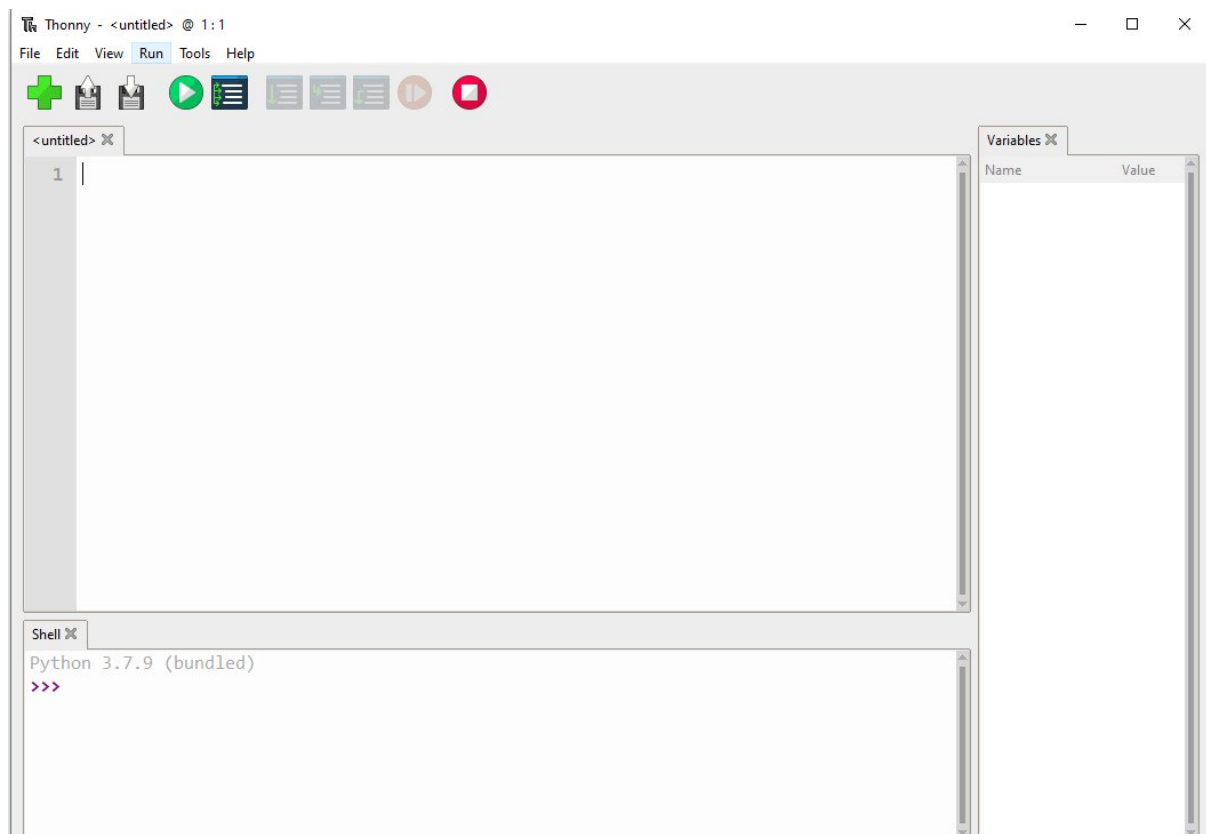 Thonny - <untitled> @ 1:1
File Edit View Run Tools Help
<untitled>
Variables
1
Name Value
Shell
Python 3.7.9 (bundled)
>>>